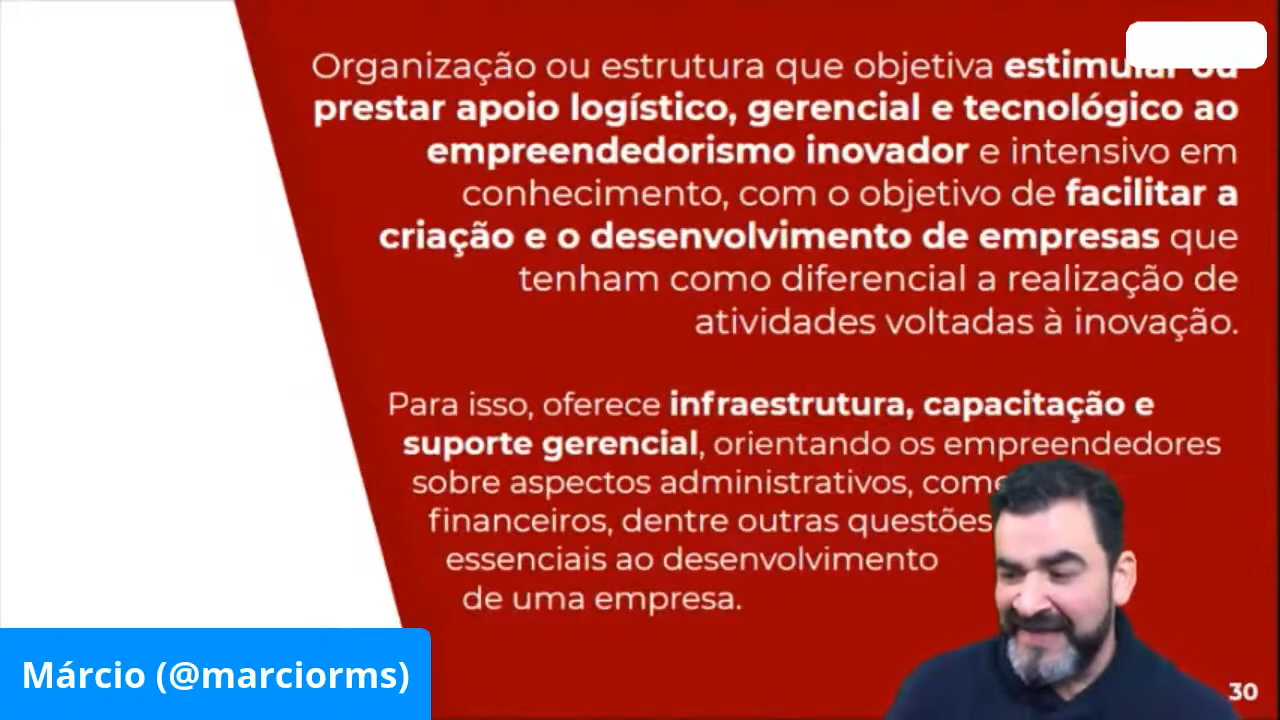 Organização ou estrutura que objetiva estimular ou
prestar apoio logístico, gerencial e tecnológico ao
empreendedorismo inovador e intensivo em
conhecimento, com o objetivo de facilitar a
criação e o desenvolvimento de empresas que
tenham como diferencial a realização de
atividades voltadas à inovação.
Para isso, oferece infraestrutura, capacitação e
suporte gerencial, orientando os empreendedores
sobre aspectos administrativos,
financeiros, dentre outras questões
essenciais ao desenvolvimento
de uma empresa.
Márcio (@marciorms)
30